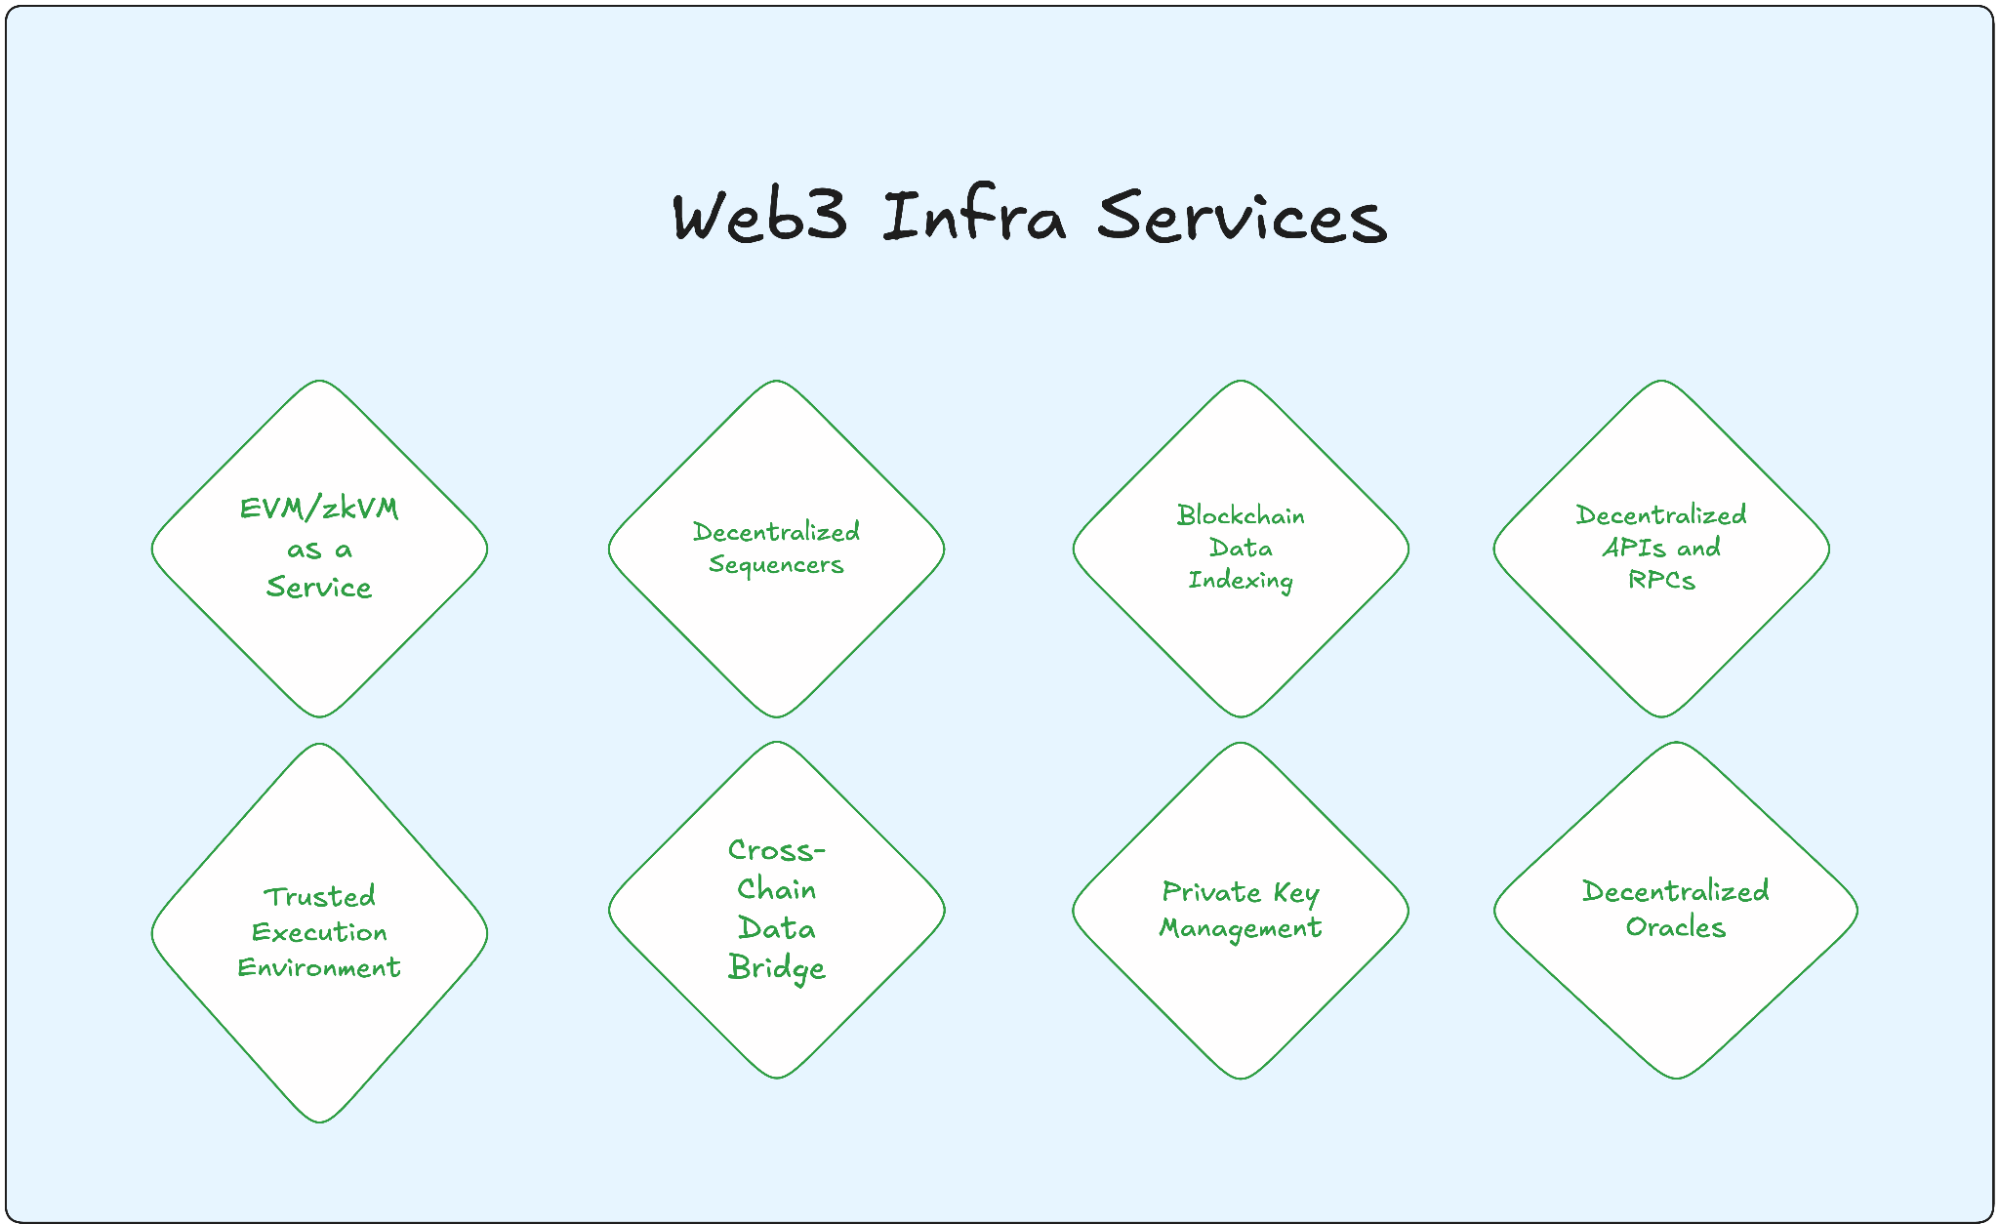 Web3 Infra Services
EVM/zkVM
as a
Service
Decentralized
Sequencers
Blockchain
Data
Indexing
Decentralized
APIs and
RPCs
Trusted
Execution
Environment
Cross-
Chain
Data
Bridge
Private Key
Management
Decentralized
Oracles